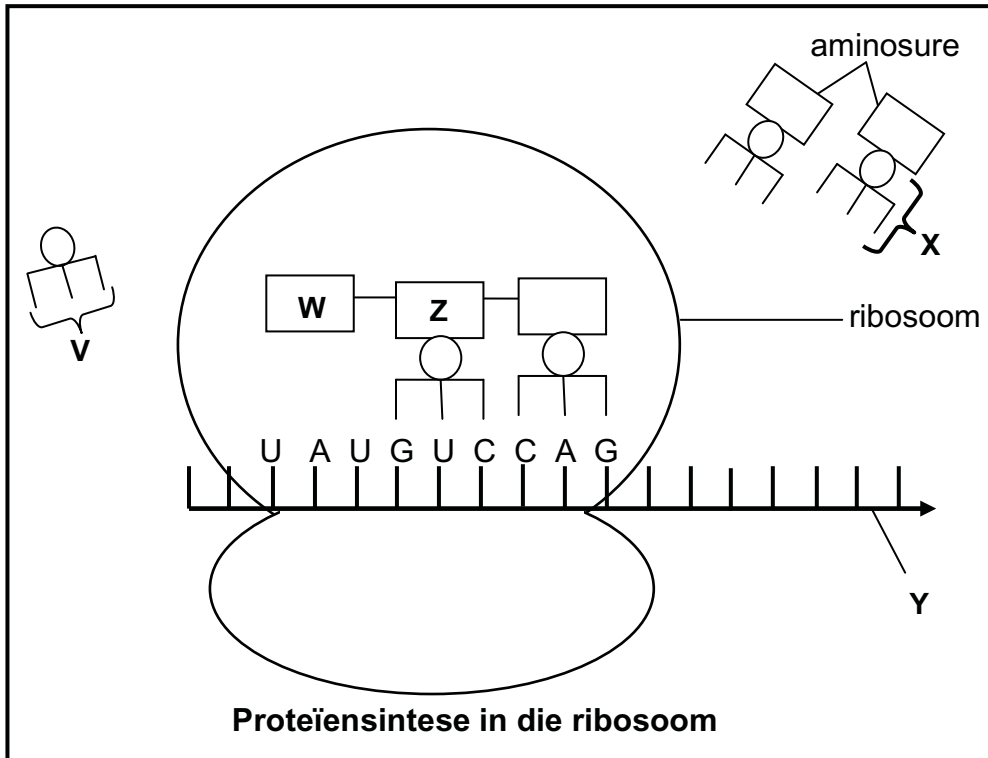 aminosure
X
V
W Z
ribosoom
U A U G U C C A G
Y
Proteïensintese in die ribosoom